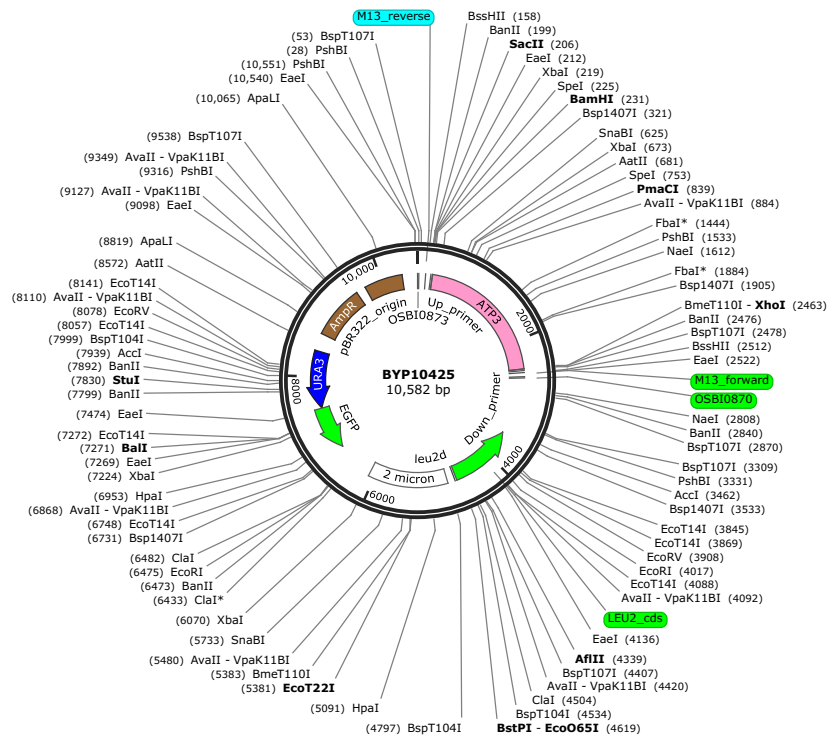 M13_reverse
BssHII (158)
BanII (199)
SacII (206)
EaeI (212)
XbaI (219)
SpeI (225)
BamHI (231)
Bsp1407I (321)
SnaBI (625)
XbaI (673)
AatII (681)
SpeI (753)
PmaCI (839)
AvaII - VpaK11BI (884)
FbaI* (1444)
PshBI (1533)
NaeI (1612)
FbaI* (1884)
Bsp1407I (1905)
BmeT110I - XhoI (2463)
BanII (2476)
BspT107I (2478)
BssHII (2512)
EaeI (2522)
M13_forward
OSBI0870
NaeI (2808)
BanII (2840)
BspT107I (2870)
BspT107I (3309)
PshBI (3331)
AccI (3462)
Bsp1407I (3533)
EcoT14I (3845)
EcoT14I (3869)
EcoRV (3908)
EcoRI (4017)
EcoT14I (4088)
AvaII - VpaK11BI (4092)
LEU2_cds
EaeI (4136)
AflII (4339)
BspT107I (4407)
AvaII - VpaK11BI (4420)
ClaI (4504)
BspT104I (4534)
BstPI - EcoO65I (4619)
(4797) BspT104I
(5091) HpaI
(5381) EcoT22I
(5383) BmeT110I
(5480) AvaII - VpaK11BI
(5733) SnaBI
(6070) XbaI
(6433) ClaI*
(6473) BanII
(6475) EcoRI
(6482) ClaI
(6731) Bsp1407I
(6748) EcoT14I
(6868) AvaII - VpaK11BI
(6953) HpaI
(7224) XbaI
(7269) EaeI
(7271) BalI
(7272) EcoT14I
(7474) EaeI
(7799) BanII
(7830) StuI
(7892) BanII
(7939) AccI
(7999) BspT104I
(8057) EcoT14I
(8078) EcoRV
(8110) AvaII - VpaK11BI
(8141) EcoT14I
(8572) AatII
(8819) ApaLI
(9098) EaeI
(9127) AvaII - VpaK11BI
(9316) PshBI
(9349) AvaII - VpaK11BI
(9538) BspT107I
(10,065) ApaLI
(10,540) EaeI
(10,551) PshBI
(28) PshBI
(53) BspT107I
2000
4000
6000
8000
10,000
ATP3
Up_primer
OSBI0873
pBR322_origin
AmpR
URA3
EGFP
2 micron
leu2d
Down_primer
BYP10425
10,582 bp